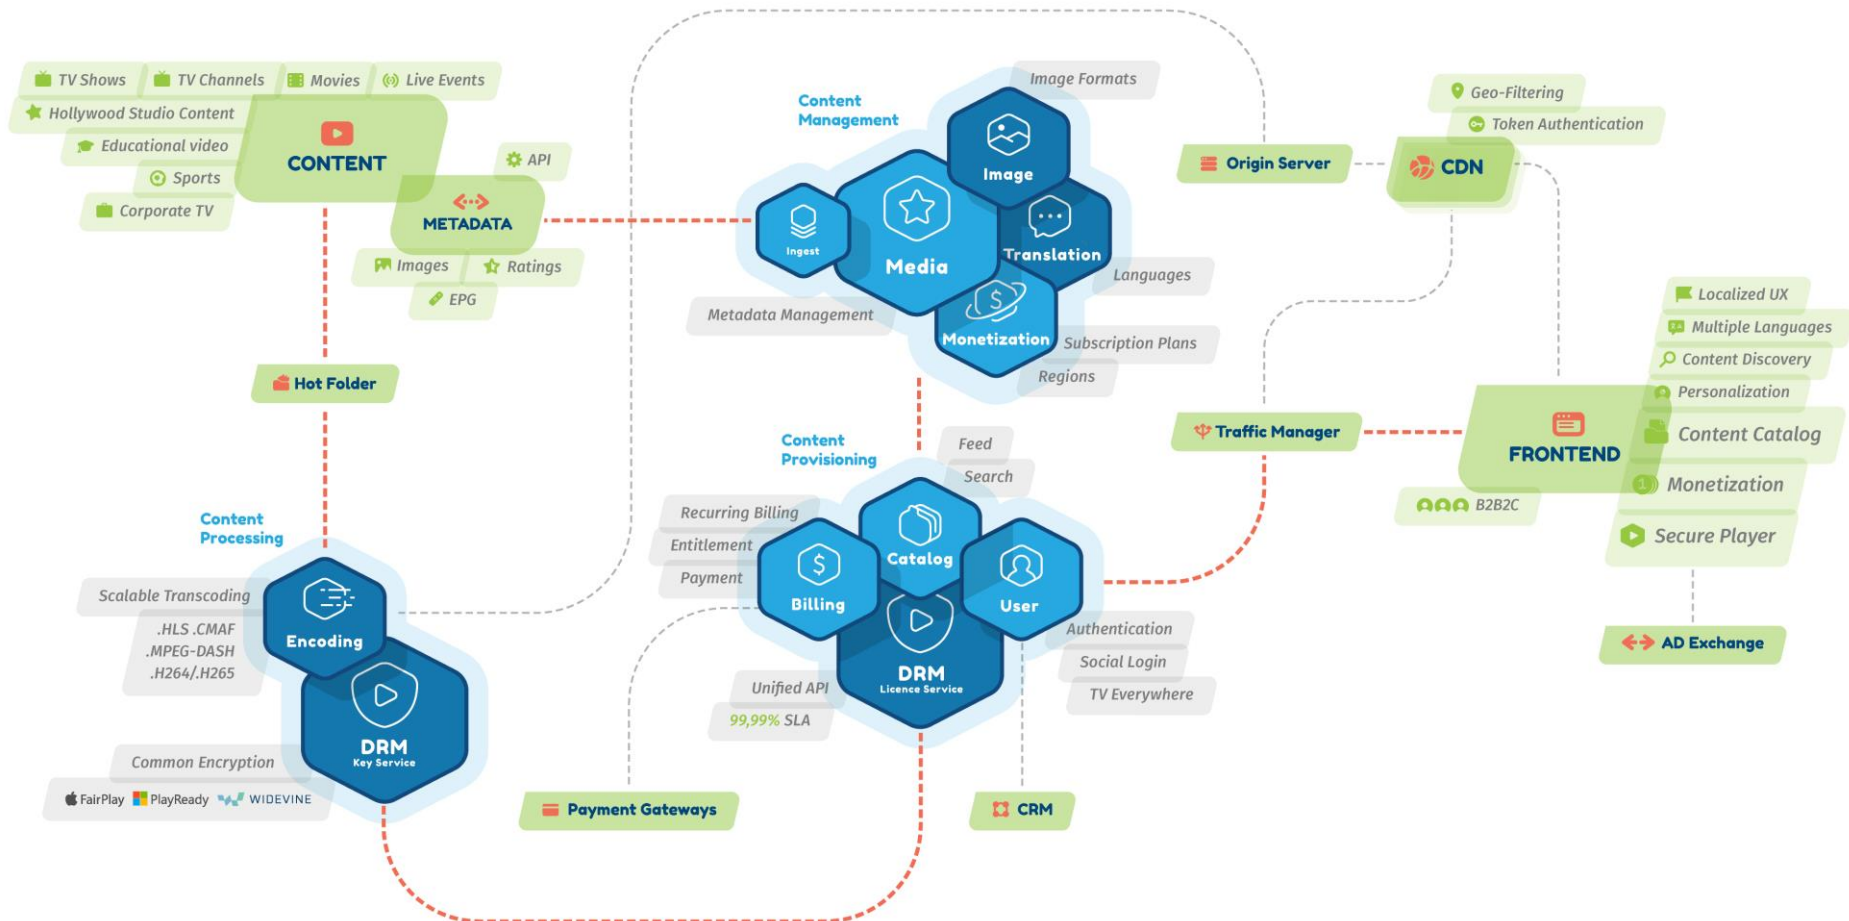 TV Shows
TV Channels
Movies
Live Events
Hollywood Studio Content
Educational video
Sports
Corporate TV
CONTENT
API
METADATA
Images
Ratings
EPG
Hot Folder
Content
Processing
Scalable Transcoding
.HLS .CMAF
.MPEG-DASH
.H264/.H265
Encoding
DRM
Key Service
Common Encryption
FairPlay
PlayReady
WIDEVINE
Content
Management
Image Formats
Image
Ingest
Media
Translation
Languages
Metadata Management
Monetization
Subscription Plans
Regions
Content
Provisioning
Feed
Search
Recurring Billing
Entitlement
Payment
Catalog
Billing
User
DRM
Licence Service
Unified API
99,99% SLA
Authentication
Social Login
TV Everywhere
Payment Gateways
CRM
Origin Server
Geo-Filtering
Token Authentication
CDN
Traffic Manager
Localized UX
Multiple Languages
Content Discovery
Personalization
Content Catalog
Monetization
Secure Player
FRONTEND
B2B2C
AD Exchange